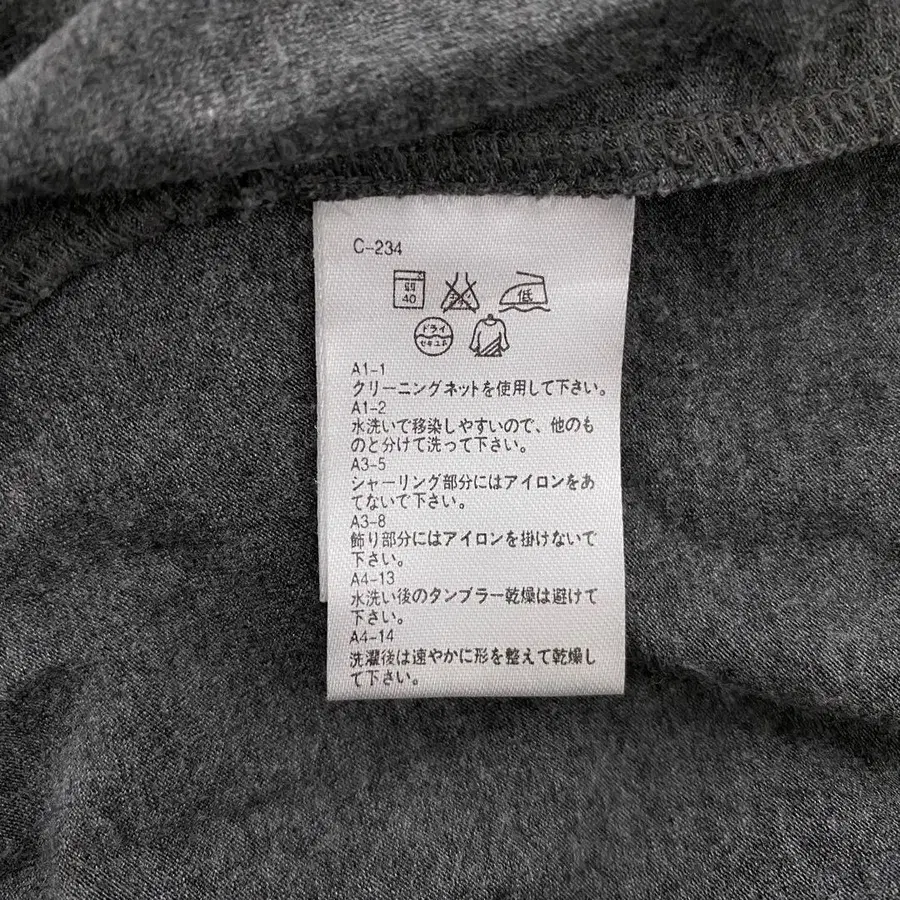 C-234
弱
40
低
ドライ
セキユ系
A1-1
クリーニングネットを使用して下さい。
A1-2
水洗いで移染しやすいので、他のも
のと分けて洗って下さい。
A3-5
シャーリング部分にはアイロンをあ
てないで下さい。
A3-8
飾り部分にはアイロンを掛けないで
下さい。
A4-13
水洗い後のタンブラー乾燥は避けて
下さい。
A4-14
洗濯後は速やかに形を整えて乾燥し
て下さい。